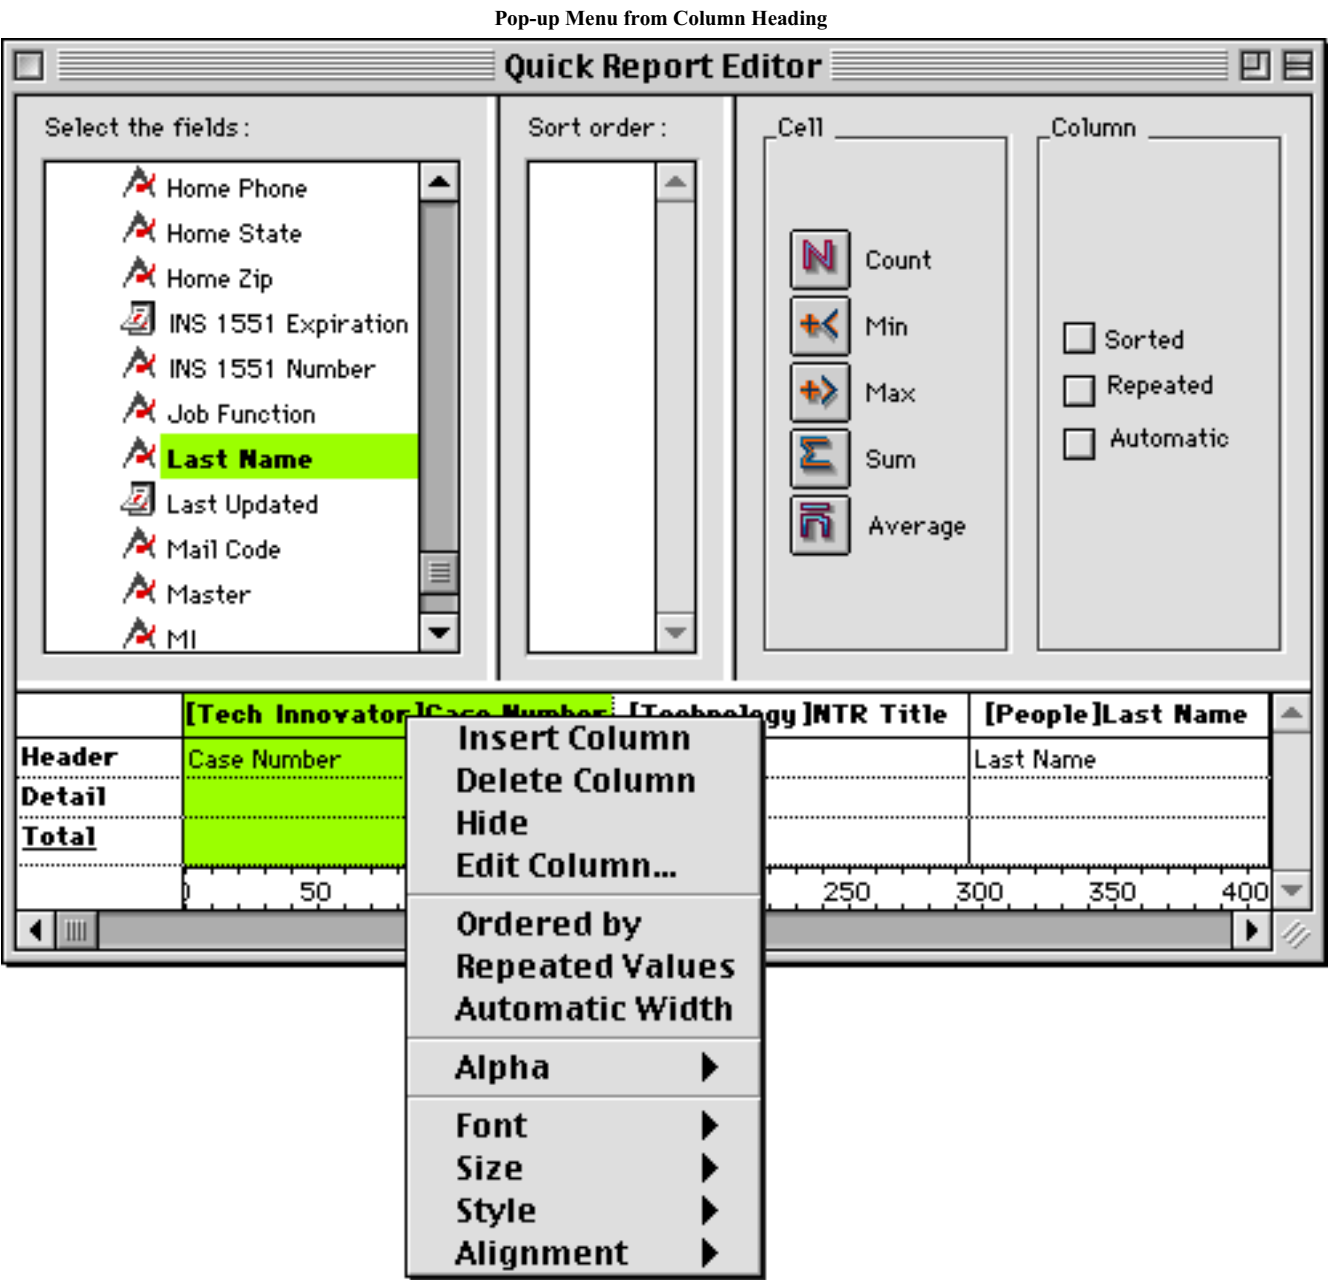 Pop-up Menu from Column Heading
Quick Report Editor
Select the fields:
Home Phone
Home State
Home Zip
INS 1551 Expiration
INS 1551 Number
Job Function
Last Name
Last Updated
Mail Code
Master
MI
Sort order:
Cell
Count
Min
Max
Sum
Average
Column
Sorted
Repeated
Automatic
[Tech Innovator]Case Number [Technology]NTR Title [People]Last Name
Header Case Number Last Name
Detail
Total
0 50 250 300 350 400
Insert Column
Delete Column
Hide
Edit Column...
Ordered by
Repeated Values
Automatic Width
Alpha
Font
Size
Style
Alignment